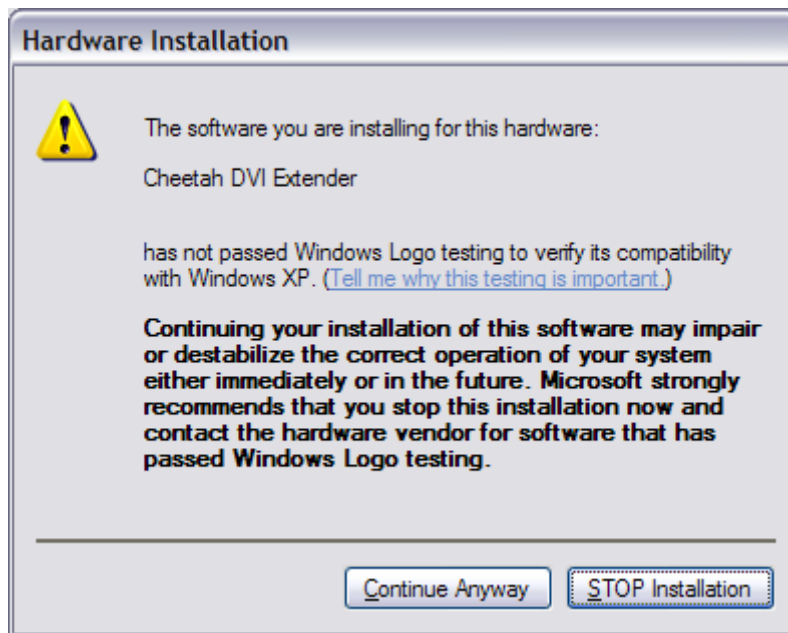 Hardware Installation
The software you are installing for this hardware:
Cheetah DVI Extender
has not passed Windows Logo testing to verify its compatibility
with Windows XP. (Tell me why this testing is important.)
Continuing your installation of this software may impair
or destabilize the correct operation of your system
either immediately or in the future. Microsoft strongly
recommends that you stop this installation now and
contact the hardware vendor for software that has
passed Windows Logo testing.
Continue Anyway
STOP Installation